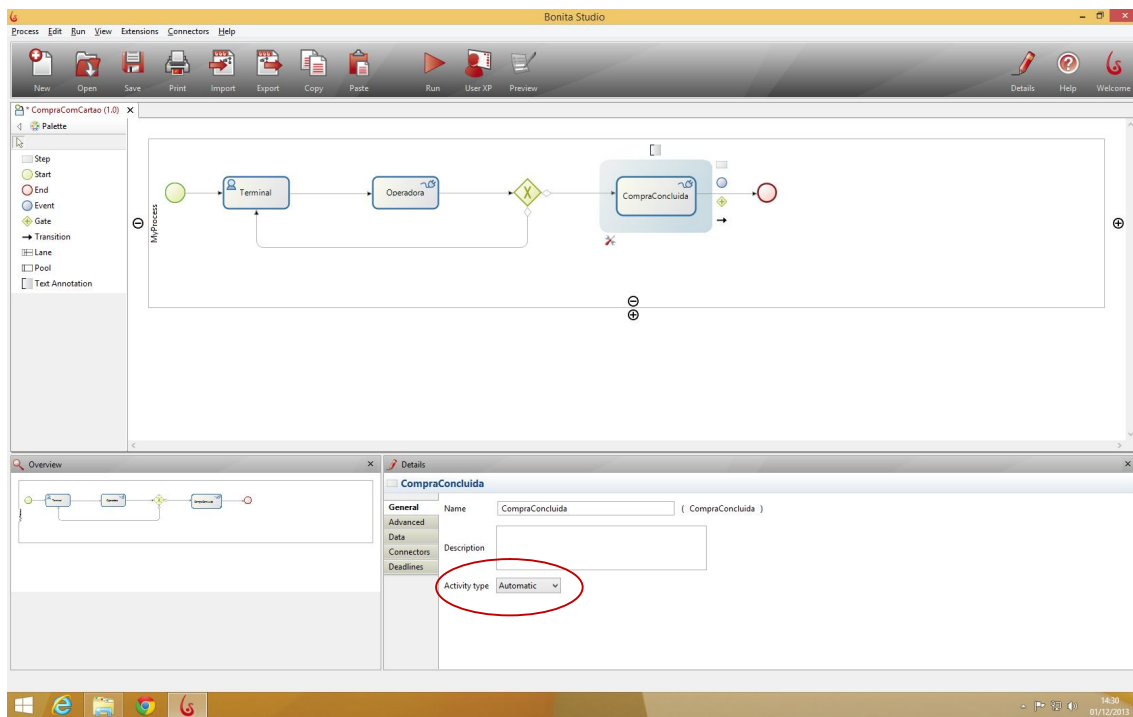 Bonita Studio
Process Edit Run View Extensions Connectors Help
New Open Save Print Import Export Copy Paste Run User XP Preview Details Help Welcome
* CompraComCartao (1.0)
Palette
Step
Start
End
Event
Gate
Transition
Lane
Pool
Text Annotation
MyProcess
Terminal
Operadora
X
CompraConcluida
Overview
Details
CompraConcluida
General
Advanced
Data
Connectors
Deadlines
Name CompraConcluida ( CompraConcluida )
Description
Activity type Automatic
14:30
01/12/2013